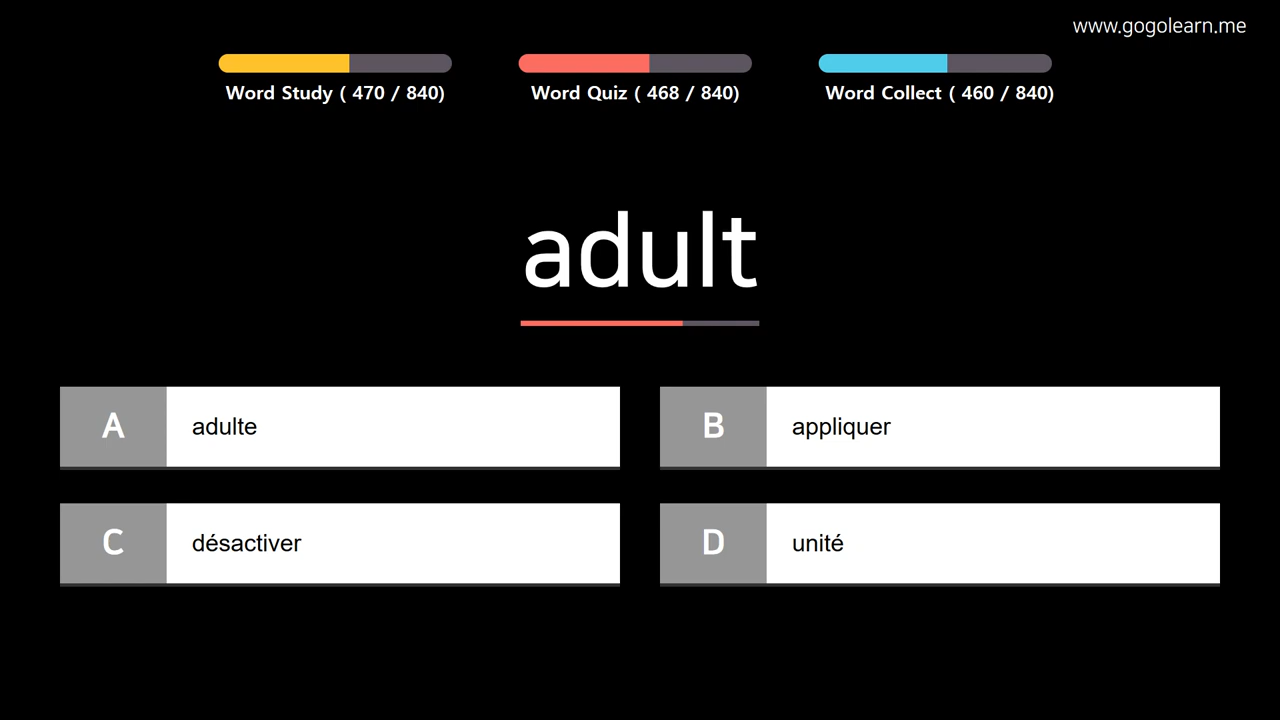 www.gogolearn.me
Word Study ( 470 / 840)
Word Quiz ( 468 / 840)
Word Collect ( 460 / 840)
adult
A
adulte
B
appliquer
C
désactiver
D
unité